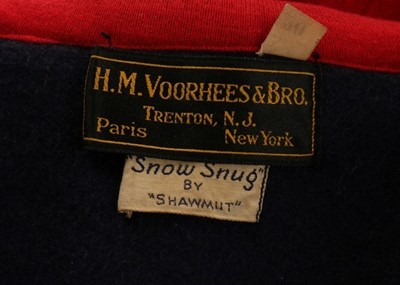 H.M. VOORHEES & BRO.
TRENTON, N.J.
Paris New York
"Snow Snug"
BY
"SHAWMUT"